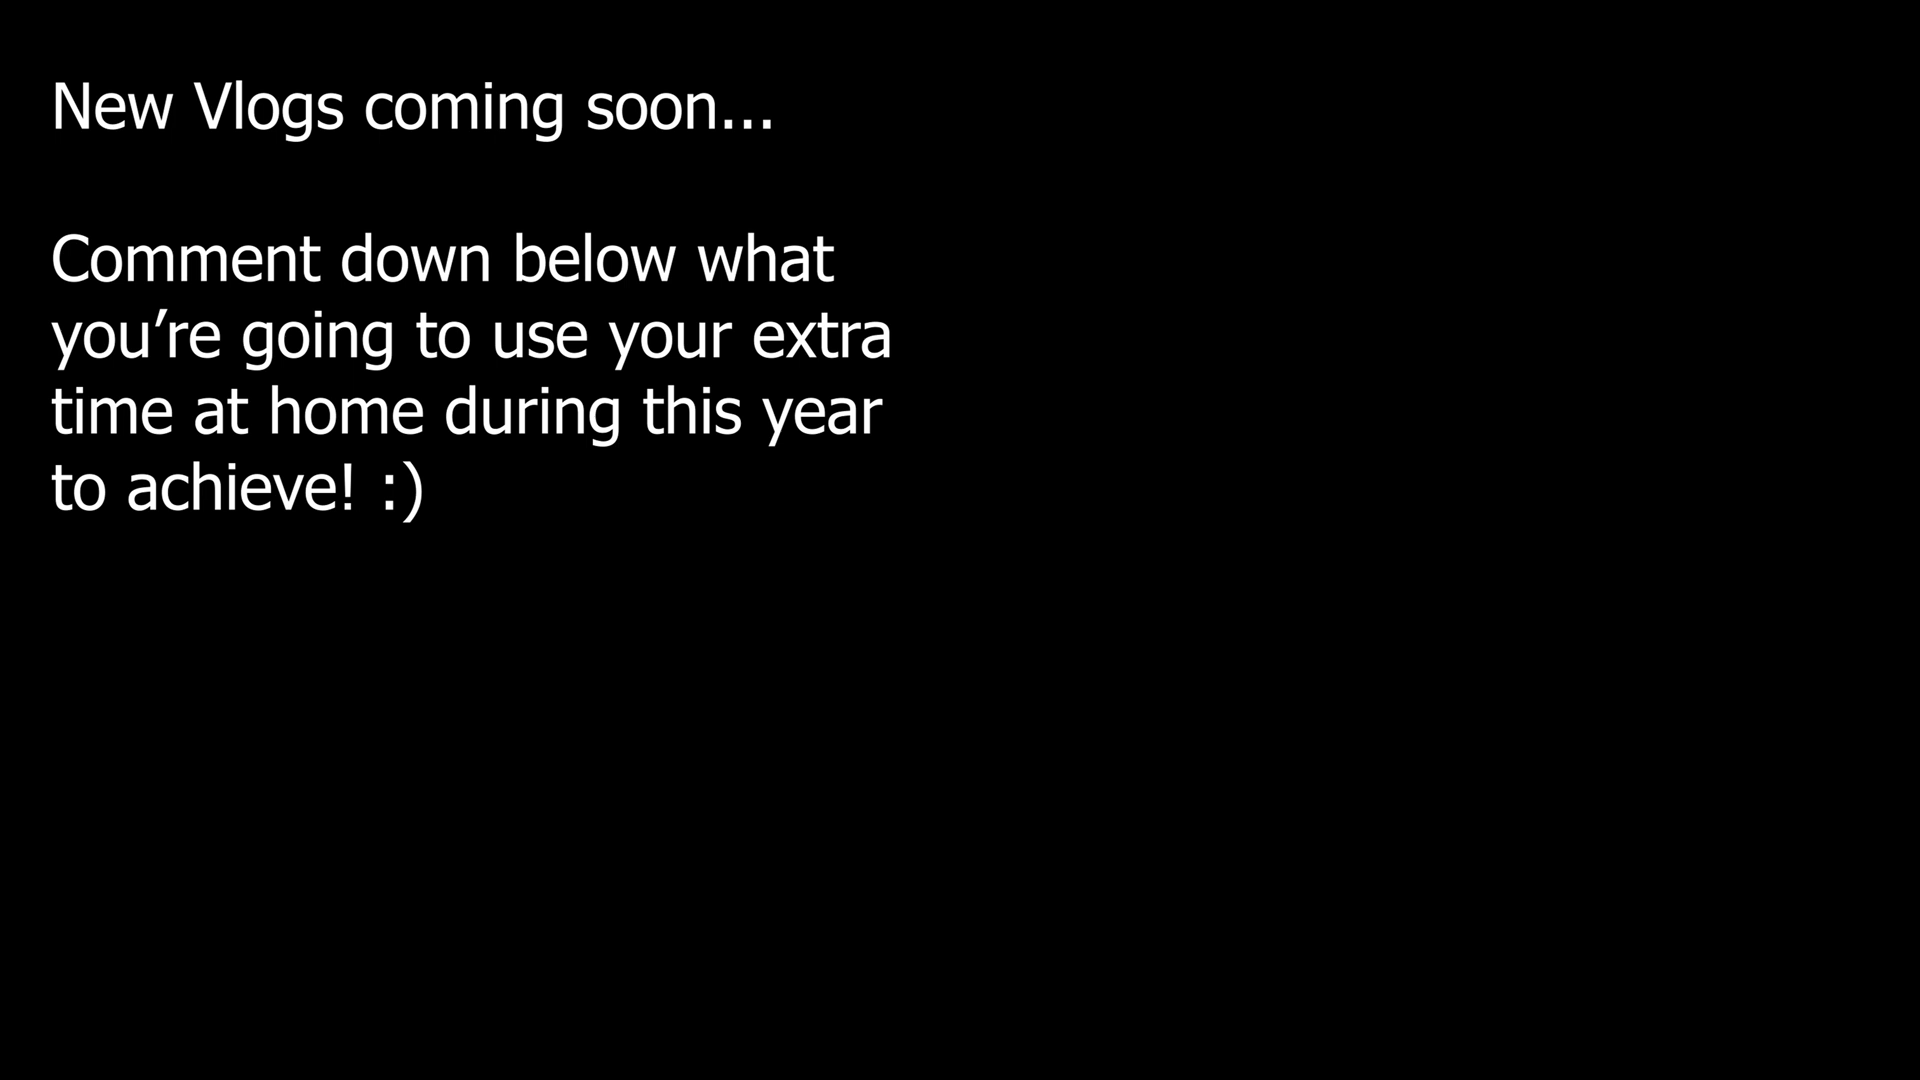 New Vlogs coming soon...
Comment down below what
you’re going to use your extra
time at home during this year
to achieve! :)